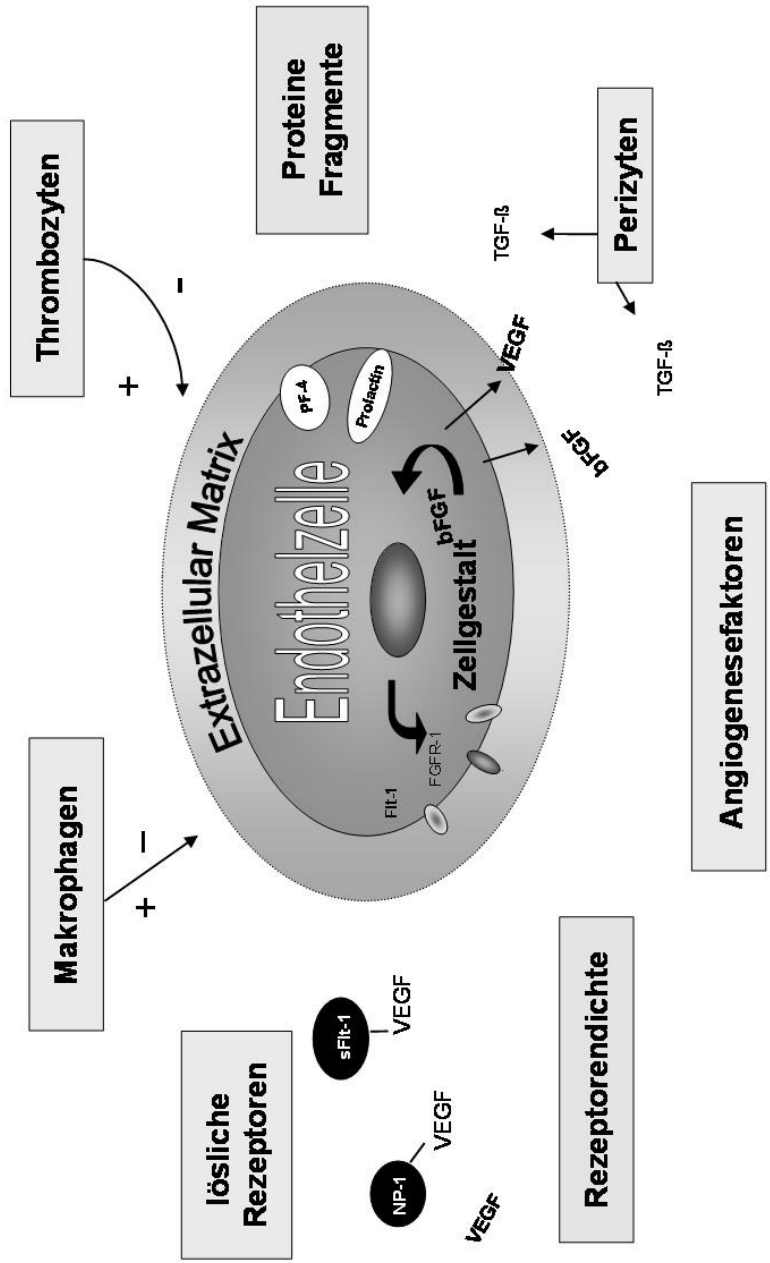 Makrophagen
Thrombozyten
+ −
+ -
lösliche
Rezeptoren
Extrazellular Matrix
Proteine
Fragmente
Endothelzelle
PF-4
sFlt-1
VEGF
Prolactin
NP-1
VEGF
Flt-1
FGFR-1
bFGF
Zellgestalt
VEGF
VEGF
TGF-ß
bFGF
Rezeptorendichte
Perizyten
TGF-ß
Angiogenesefaktoren